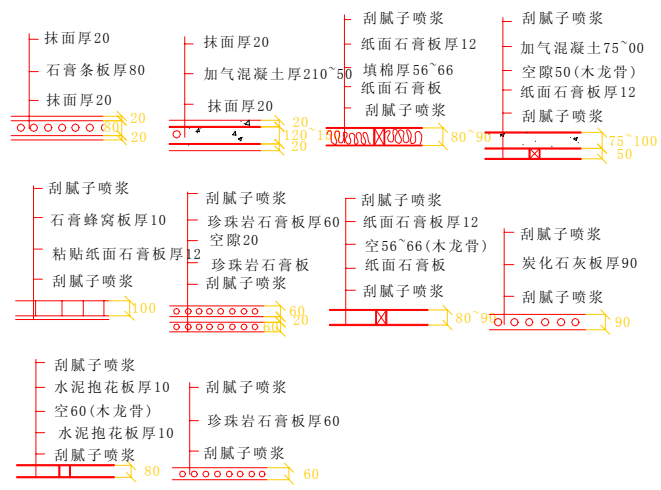 抹面厚20
石膏条板厚80
抹面厚20
20
80
20
抹面厚20
加气混凝土厚210~50
抹面厚20
20
20
刮腻子喷浆
纸面石膏板厚12
填棉厚56~66
纸面石膏板
刮腻子喷浆
80~90
刮腻子喷浆
加气混凝土75~00
空隙50(木龙骨)
纸面石膏板厚12
刮腻子喷浆
75~100
50
刮腻子喷浆
石膏蜂窝板厚10
粘贴纸面石膏板厚12
刮腻子喷浆
100
刮腻子喷浆
珍珠岩石膏板厚60
空隙20
珍珠岩石膏板
刮腻子喷浆
60
20
60
刮腻子喷浆
纸面石膏板厚12
空56~66(木龙骨)
纸面石膏板
刮腻子喷浆
80~90
刮腻子喷浆
炭化石灰板厚90
刮腻子喷浆
90
刮腻子喷浆
水泥抱花板厚10
空60(木龙骨)
水泥抱花板厚10
刮腻子喷浆
80
刮腻子喷浆
珍珠岩石膏板厚60
刮腻子喷浆
60